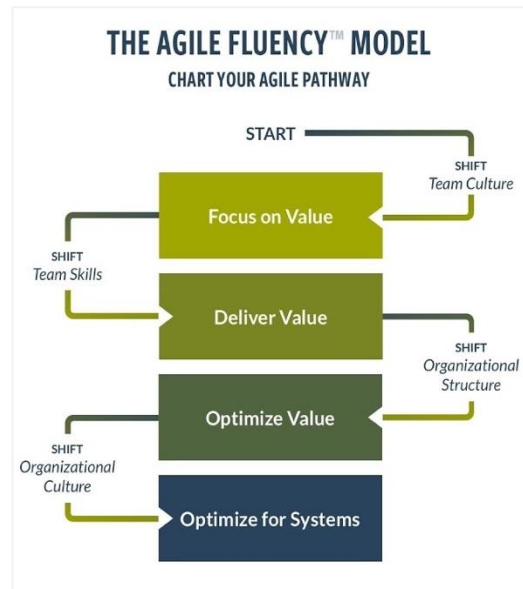 THE AGILE FLUENCY™ MODEL
CHART YOUR AGILE PATHWAY
START
SHIFT
Team Culture
Focus on Value
SHIFT
Team Skills
Deliver Value
SHIFT
Organizational
Structure
Optimize Value
SHIFT
Organizational
Culture
Optimize for Systems